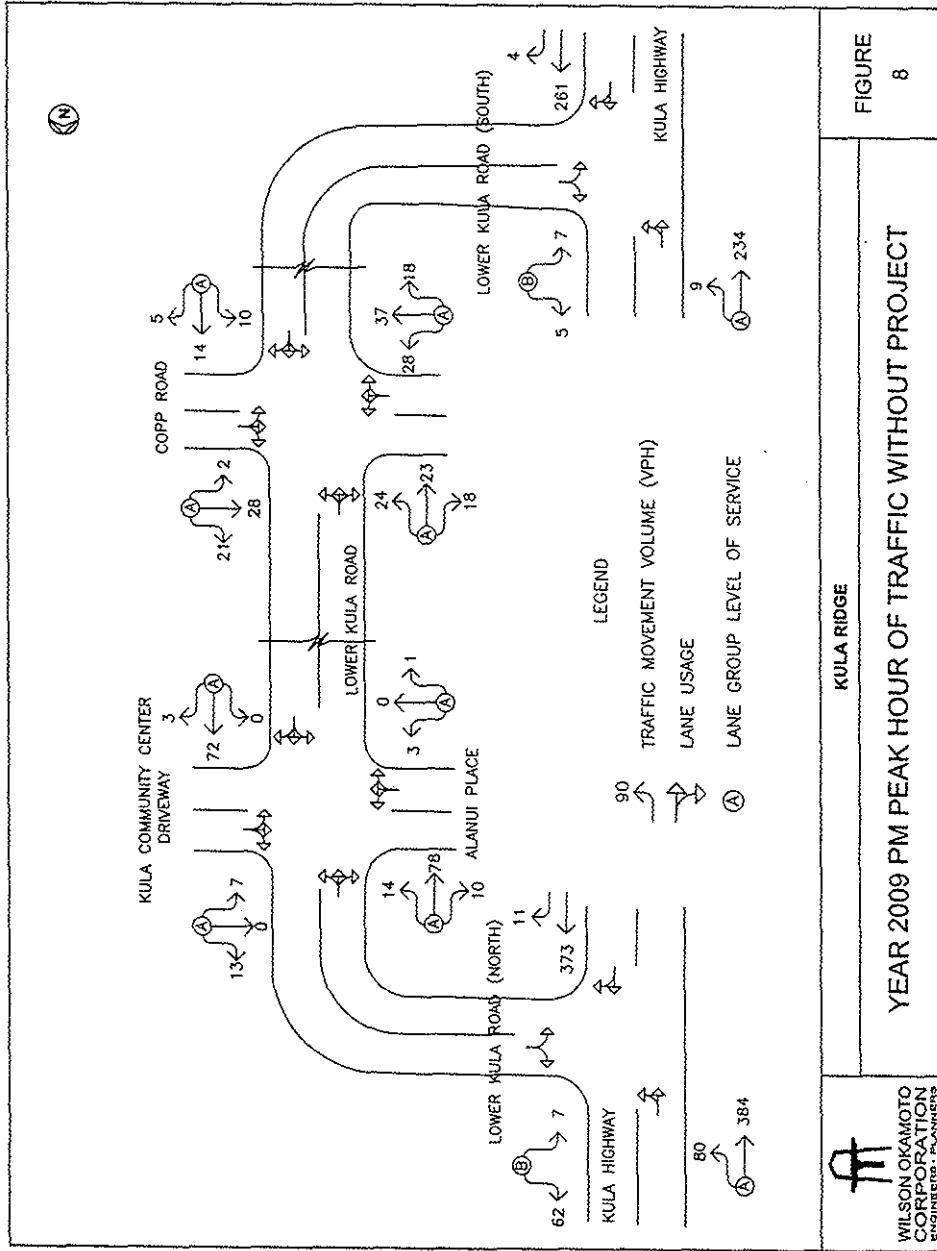 N
KULA COMMUNITY CENTER
DRIVEWAY
COPP ROAD
3
72
0
A
13
0
7
A
5
14
10
A
21
28
2
A
LOWER KULA ROAD
14
78
10
A
3
0
1
A
ALANUI PLACE
24
23
18
A
28
37
18
A
LOWER KULA ROAD (NORTH)
LOWER KULA ROAD (SOUTH)
62
7
B
11
373
5
7
B
4
261
KULA HIGHWAY
KULA HIGHWAY
80
384
A
9
234
A
LEGEND
90
TRAFFIC MOVEMENT VOLUME (VPH)
LANE USAGE
A
LANE GROUP LEVEL OF SERVICE
WILSON OKAMOTO
CORPORATION
ENGINEERS · PLANNERS
KULA RIDGE
YEAR 2009 PM PEAK HOUR OF TRAFFIC WITHOUT PROJECT
FIGURE
8